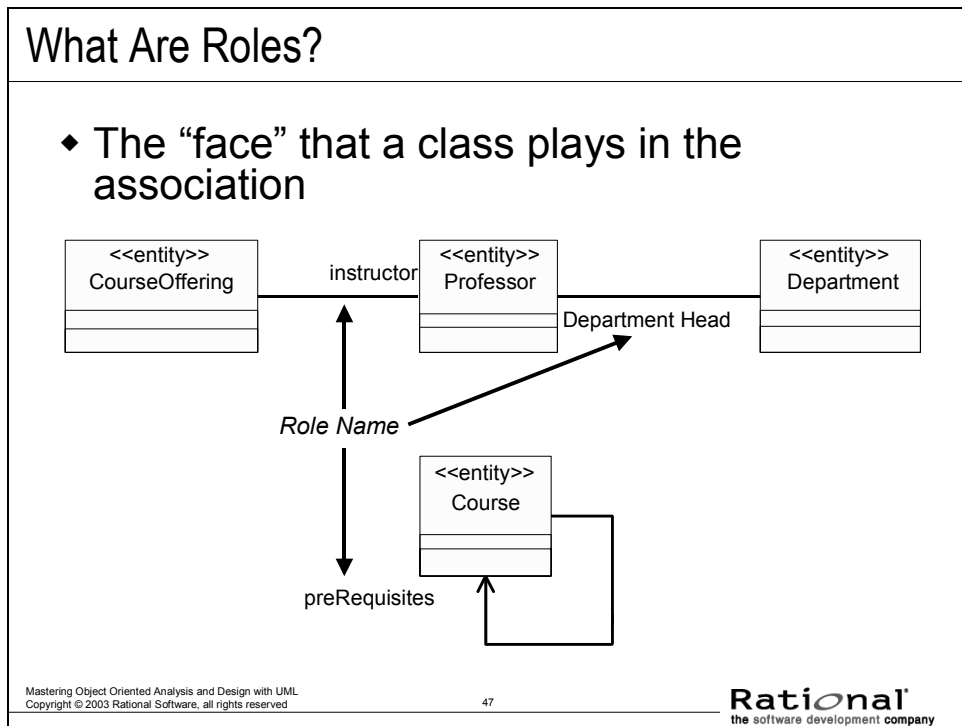 What Are Roles?
◆ The “face” that a class plays in the
association
<<entity>>
CourseOffering
instructor
<<entity>>
Professor
Department Head
<<entity>>
Department
Role Name
<<entity>>
Course
preRequisites
Mastering Object Oriented Analysis and Design with UML
Copyright © 2003 Rational Software, all rights reserved
47
Rational
the software development company